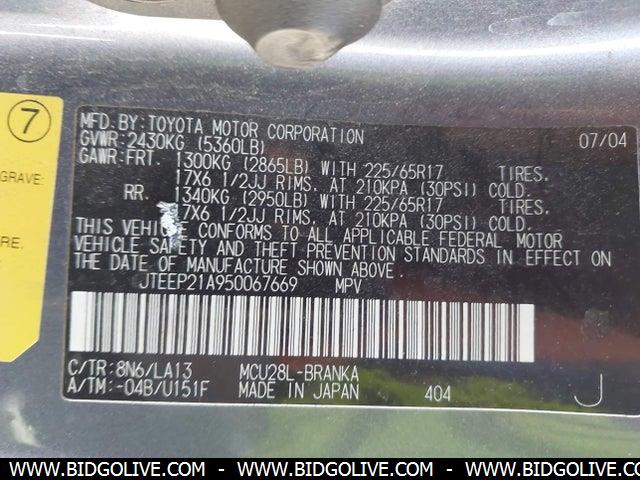 7
GRAVE:
RE.
MFD.BY:TOYOTA MOTOR CORPORATION 07/04
GVWR:2430KG (5360LB)
GAWR:FRT. 1300KG (2865LB) WITH 225/65R17 TIRES.
17X6 1/2JJ RIMS, AT 210KPA (30PSI) COLD.
RR. 1340KG (2950LB) WITH 225/65R17 TIRES.
17X6 1/2JJ RIMS, AT 210KPA (30PSI) COLD.
THIS VEHICLE CONFORMS TO ALL APPLICABLE FEDERAL MOTOR
VEHICLE SAFETY AND THEFT PREVENTION STANDARDS IN EFFECT ON
THE DATE OF MANUFACTURE SHOWN ABOVE.
JTEEP21A950067669 MPV
C/TR:8N6/LA13 MCU28L-BRANKA
A/TM:-04B/U151F MADE IN JAPAN 404 J
www.BIDGOLIVE.com www.BIDGOLIVE.com www.BIDGOLIVE.com